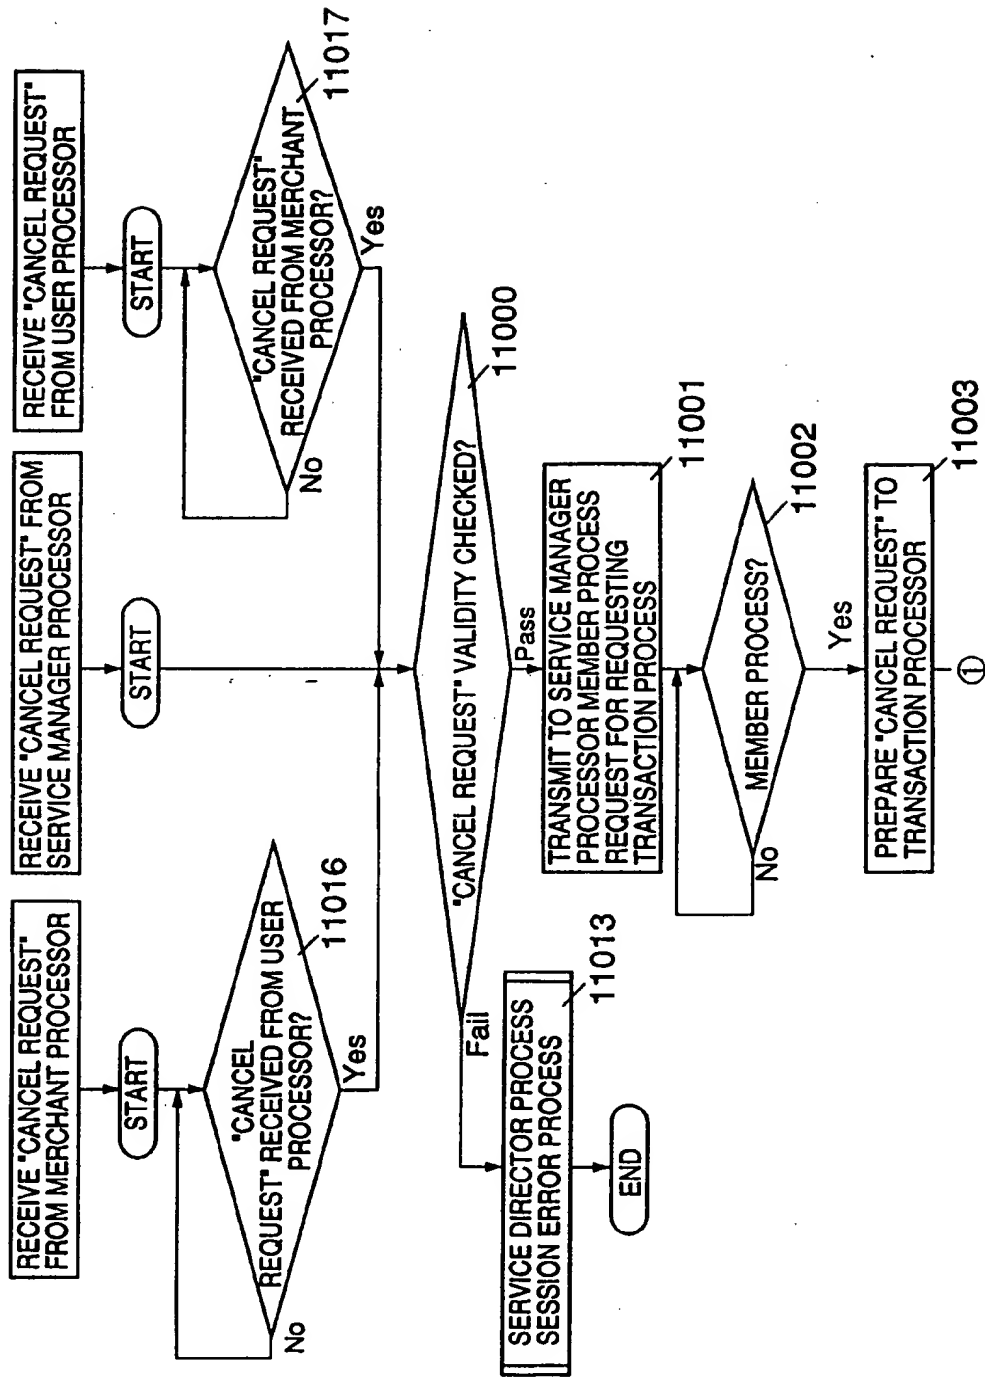 RECEIVE "CANCEL REQUEST"
FROM MERCHANT PROCESSOR
START
"CANCEL
REQUEST" RECEIVED FROM USER
PROCESSOR?
11016
No
Yes
RECEIVE "CANCEL REQUEST" FROM
SERVICE MANAGER PROCESSOR
START
RECEIVE "CANCEL REQUEST"
FROM USER PROCESSOR
START
"CANCEL REQUEST"
RECEIVED FROM MERCHANT
PROCESSOR?
11017
No
Yes
"CANCEL REQUEST" VALIDITY CHECKED?
11000
Fail
Pass
SERVICE DIRECTOR PROCESS
SESSION ERROR PROCESS
11013
END
TRANSMIT TO SERVICE MANAGER
PROCESSOR MEMBER PROCESS
REQUEST FOR REQUESTING
TRANSACTION PROCESS
11001
MEMBER PROCESS?
11002
No
Yes
PREPARE "CANCEL REQUEST" TO
TRANSACTION PROCESSOR
11003
①